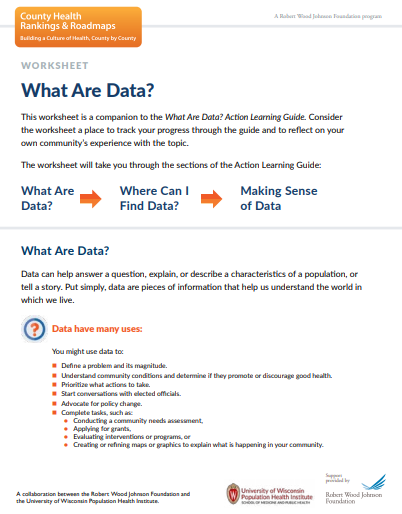 County Health
Rankings & Roadmaps
Building a Culture of Health, County by County
A Robert Wood Johnson Foundation program
WORKSHEET
What Are Data?
This worksheet is a companion to the What Are Data? Action Learning Guide. Consider
the worksheet a place to track your progress through the guide and to reflect on your
own community's experience with the topic.
The worksheet will take you through the sections of the Action Learning Guide:
What Are
Data?
Where Can I
Find Data?
Making Sense
of Data
What Are Data?
Data can help answer a question, explain, or describe a characteristics of a population, or
tell a story. Put simply, data are pieces of information that help us understand the world in
which we live.
?
Data have many uses:
You might use data to:
Define a problem and its magnitude.
Understand community conditions and determine if they promote or discourage good health.
Prioritize what actions to take.
Start conversations with elected officials.
Advocate for policy change.
Complete tasks, such as:
Conducting a community needs assessment,
Applying for grants,
Evaluating interventions or programs, or
Creating or refining maps or graphics to explain what is happening in your community.
A collaboration between the Robert Wood Johnson Foundation and
the University of Wisconsin Population Health Institute.
W
University of Wisconsin
Population Health Institute
SCHOOL OF MEDICINE AND PUBLIC HEALTH
Support
provided by
Robert Wood Johnson
Foundation